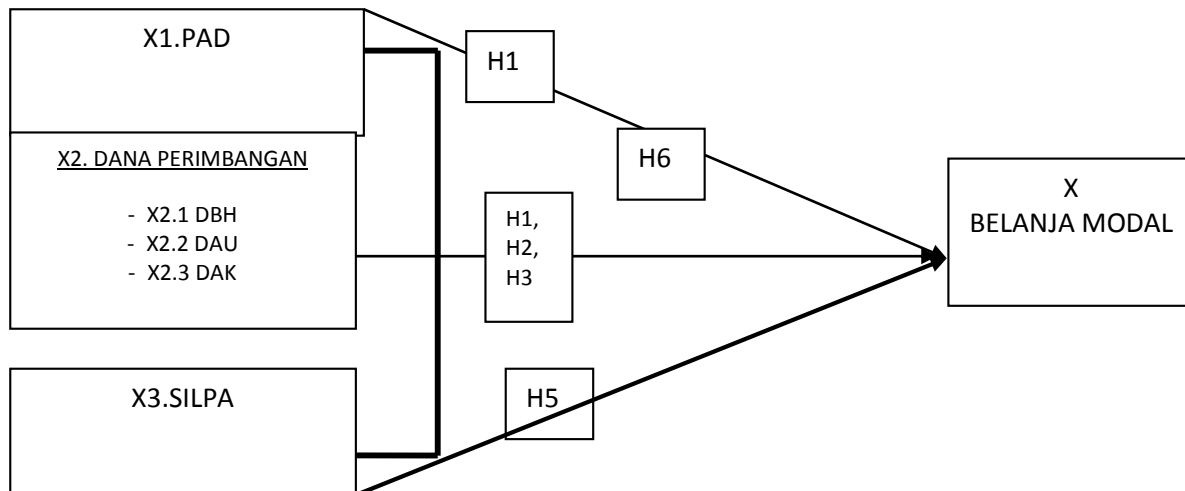 X1.PAD
H1
H6
X2. DANA PERIMBANGAN
- X2.1 DBH
- X2.2 DAU
- X2.3 DAK
H1,
H2,
H3
X
BELANJA MODAL
X3.SILPA
H5